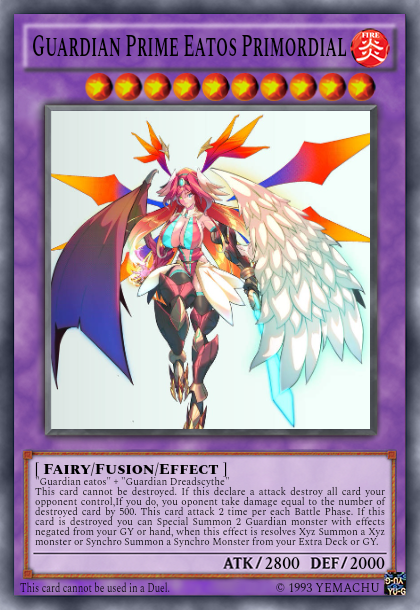 GUARDIAN PRIME EATOS PRIMORDIAL
FIRE
炎
[ FAIRY/FUSION/EFFECT ]
"Guardian eatos" + "Guardian Dreadscythe"
This card cannot be destroyed. If this declare a attack destroy all card your
opponent control,If you do, you oponent take damage equal to the number of
destroyed card by 500. This card attack 2 time per each Battle Phase. If this
card is destroyed you can Special Summon 2 Guardian monster with effects
negated from your GY or hand, when this effect is resolves Xyz Summon a Xyz
monster or Synchro Summon a Synchro Monster from your Extra Deck or GY.
ATK/2800 DEF/2000
This card cannot be used in a Duel.
© 1993 YEMACHU
YU-G